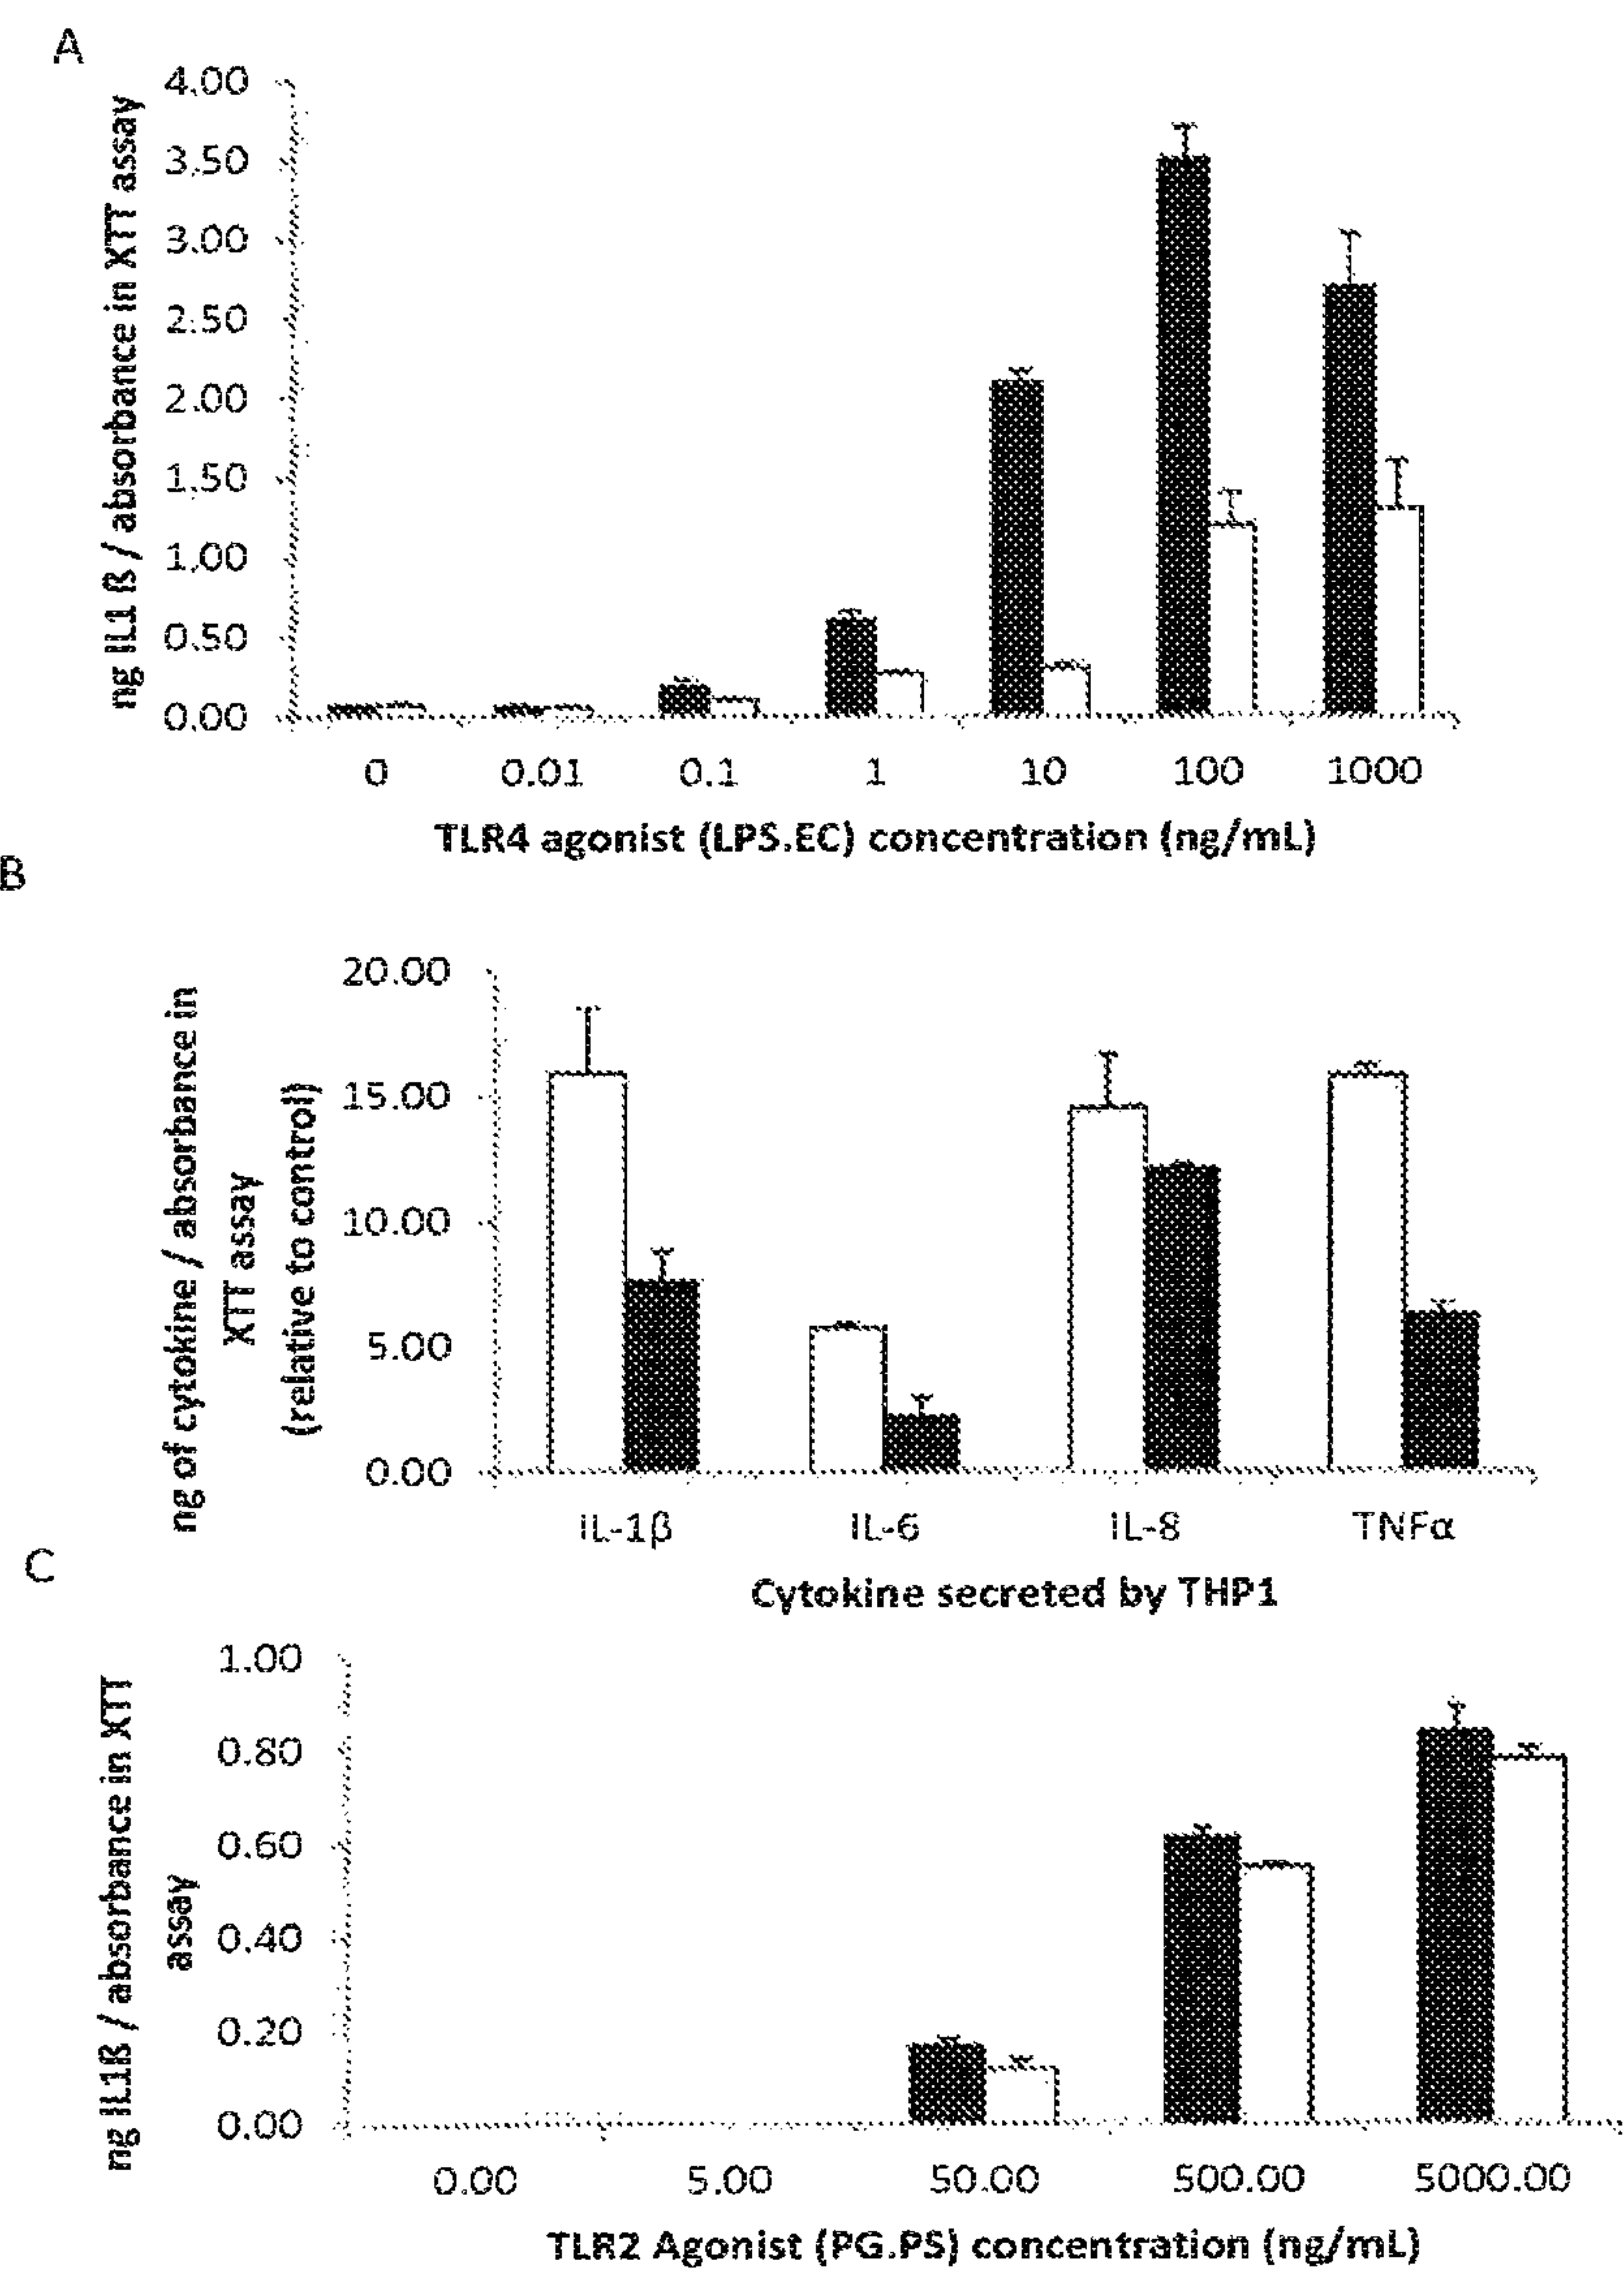 A
4.00
3.50
3.00
2.50
2.00
1.50
1.00
0.50
0.00
ng IL1 ß / absorbance in XTT assay
0 0.01 0.1 1 10 100 1000
TLR4 agonist (LPS.EC) concentration (ng/mL)
B
20.00
15.00
10.00
5.00
0.00
ng of cytokine / absorbance in
XTT assay
(relative to control)
IL-1β IL-6 IL-8 TNFα
Cytokine secreted by THP1
C
1.00
0.80
0.60
0.40
0.20
0.00
ng IL1ß / absorbance in XTT
assay
0.00 5.00 50.00 500.00 5000.00
TLR2 Agonist (PG.PS) concentration (ng/mL)